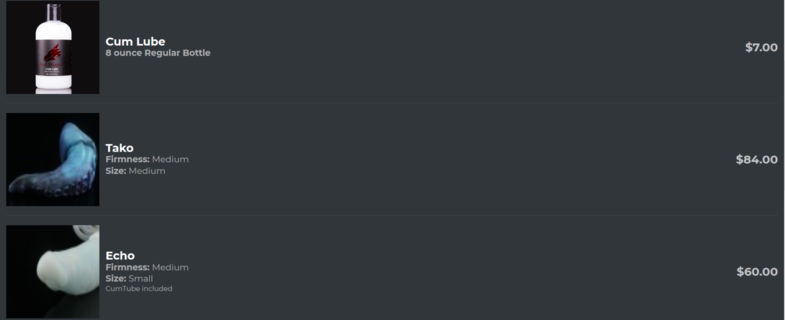 Cum Lube
8 ounce Regular Bottle
$7.00
Tako
Firmness: Medium
Size: Medium
$84.00
Echo
Firmness: Medium
Size: Small
CumTube included
$60.00